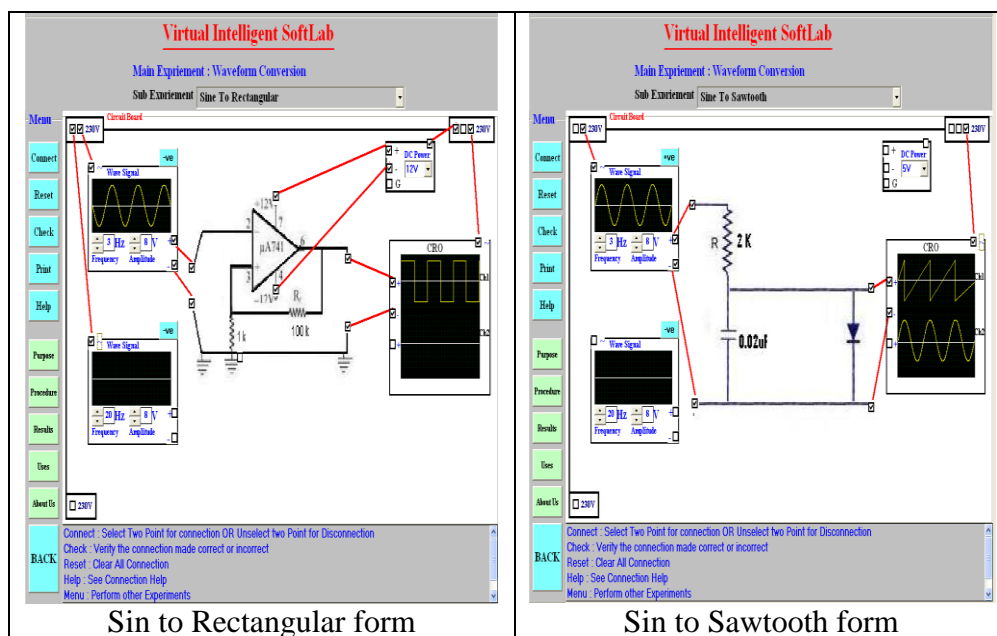 Virtual Intelligent SoftLab
Main Expriement : Waveform Conversion
Sub Expriement Sine To Rectangular
Menu
Circuit Board
230V
230V
Connect
Reset
Check
Print
Help
Purpose
Procedure
Results
Uses
About Us
BACK
-ve
~ Wave Signal
3 Hz 8 V
Frequency Amplitude
+
-
-ve
~ Wave Signal
20 Hz 8 V
Frequency Amplitude
+
-
230V
+12V
2
7
μA741
6
3
4
100 k
1k
+ DC Power
- 12V
G
~
CRO
Ch1
Ch2
+
-
+
Connect : Select Two Point for connection OR Unselect two Point for Disconnection
Check : Verify the connection made correct or incorrect
Reset : Clear All Connection
Help : See Connection Help
Menu : Perform other Experiments
Sin to Rectangular form
Virtual Intelligent SoftLab
Main Expriement : Waveform Conversion
Sub Expriement Sine To Sawtooth
Menu
Circuit Board
230V
230V
Connect
Reset
Check
Print
Help
Purpose
Procedure
Results
Uses
About Us
BACK
+ve
~ Wave Signal
3 Hz 8 V
Frequency Amplitude
+
-
-ve
~ Wave Signal
20 Hz 8 V
Frequency Amplitude
+
-
230V
R 2 K
0.02uF
+ DC Power
- 5V
G
~
CRO
Ch1
Ch2
+
-
+
Connect : Select Two Point for connection OR Unselect two Point for Disconnection
Check : Verify the connection made correct or incorrect
Reset : Clear All Connection
Help : See Connection Help
Menu : Perform other Experiments
Sin to Sawtooth form